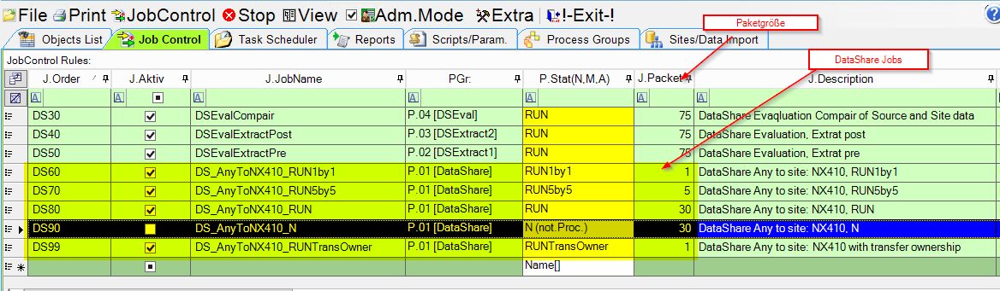 File Print JobControl Stop View Adm.Mode Extra !-Exit-!
Paketgröße
Objects List Job Control Task Scheduler Reports Scripts/Param. Process Groups Sites/Data Import
DataShare Jobs
JobControl Rules:
J.Order J.Aktiv J.JobName PGr: P.Stat(N,M,A) J.Packet J.Description
DS30 DSEvalCompair P.04 [DSEval] RUN 75 DataShare Evaqluation Compair of Source and Site data
DS40 DSEvalExtractPost P.03 [DSExtract2] RUN 75 DataShare Evaluation, Extrat post
DS50 DSEvalExtractPre P.02 [DSExtract1] RUN 75 DataShare Evaluation, Extrat pre
DS60 DS_AnyToNX410_RUN1by1 P.01 [DataShare] RUN1by1 1 DataShare Any to site: NX410, RUN1by1
DS70 DS_AnyToNX410_RUN5by5 P.01 [DataShare] RUN5by5 5 DataShare Any to site: NX410, RUN5by5
DS80 DS_AnyToNX410_RUN P.01 [DataShare] RUN 30 DataShare Any to site: NX410, RUN
DS90 DS_AnyToNX410_N P.01 [DataShare] N (not.Proc.) 30 DataShare Any to site: NX410, N
DS99 DS_AnyToNX410_RUNTransOwner P.01 [DataShare] RUNTransOwner 1 DataShare Any to site: NX410 with transfer ownership
Name[]